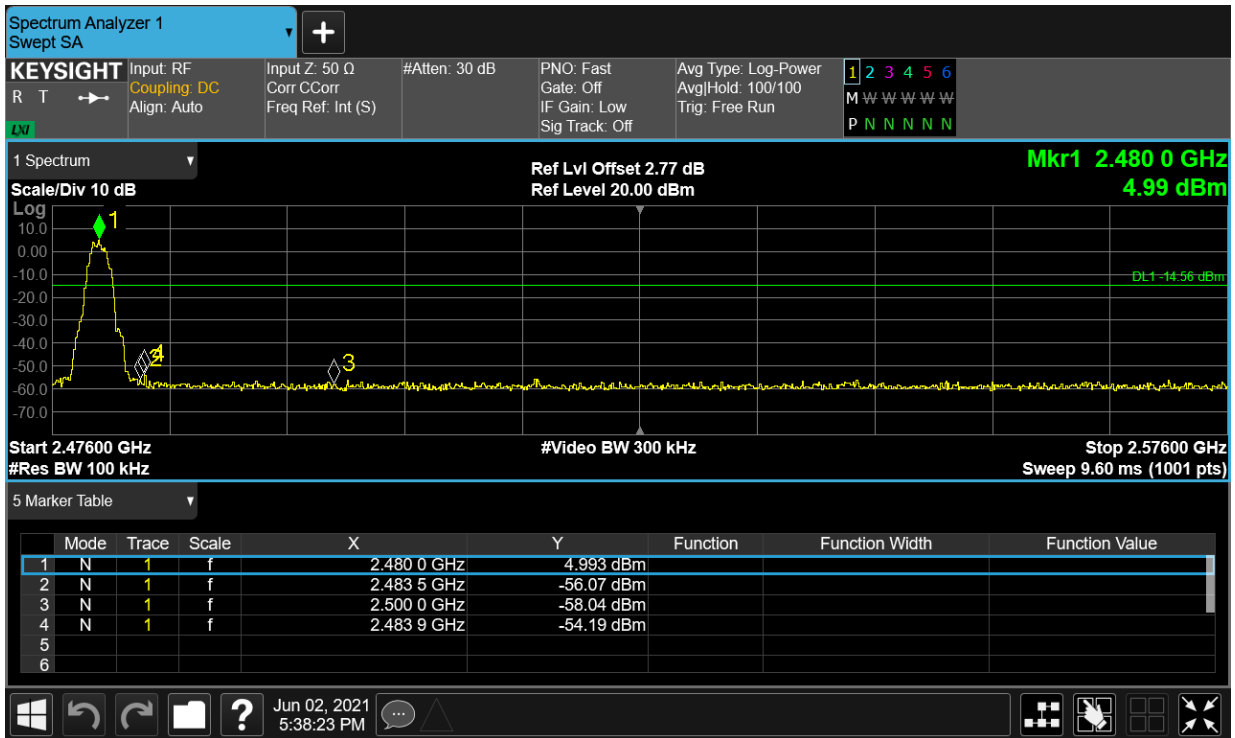 Spectrum Analyzer 1
Swept SA
KEYSIGHT
R T
LXI
Input: RF
Coupling: DC
Align: Auto
Input Z: 50 Ω
Corr CCorr
Freq Ref: Int (S)
#Atten: 30 dB
PNO: Fast
Gate: Off
IF Gain: Low
Sig Track: Off
Avg Type: Log-Power
Avg|Hold: 100/100
Trig: Free Run
1 2 3 4 5 6
M W W W W W
P N N N N N
1 Spectrum
Scale/Div 10 dB
Ref Lvl Offset 2.77 dB
Ref Level 20.00 dBm
Mkr1 2.480 0 GHz
4.99 dBm
Log
10.0
0.00
-10.0
-20.0
-30.0
-40.0
-50.0
-60.0
-70.0
1
2
4
3
DL1 -14.56 dBm
Start 2.47600 GHz
#Res BW 100 kHz
#Video BW 300 kHz
Stop 2.57600 GHz
Sweep 9.60 ms (1001 pts)
5 Marker Table
Mode Trace Scale X Y Function Function Width Function Value
1 N 1 f 2.480 0 GHz 4.993 dBm
2 N 1 f 2.483 5 GHz -56.07 dBm
3 N 1 f 2.500 0 GHz -58.04 dBm
4 N 1 f 2.483 9 GHz -54.19 dBm
5
6
?
Jun 02, 2021
5:38:23 PM